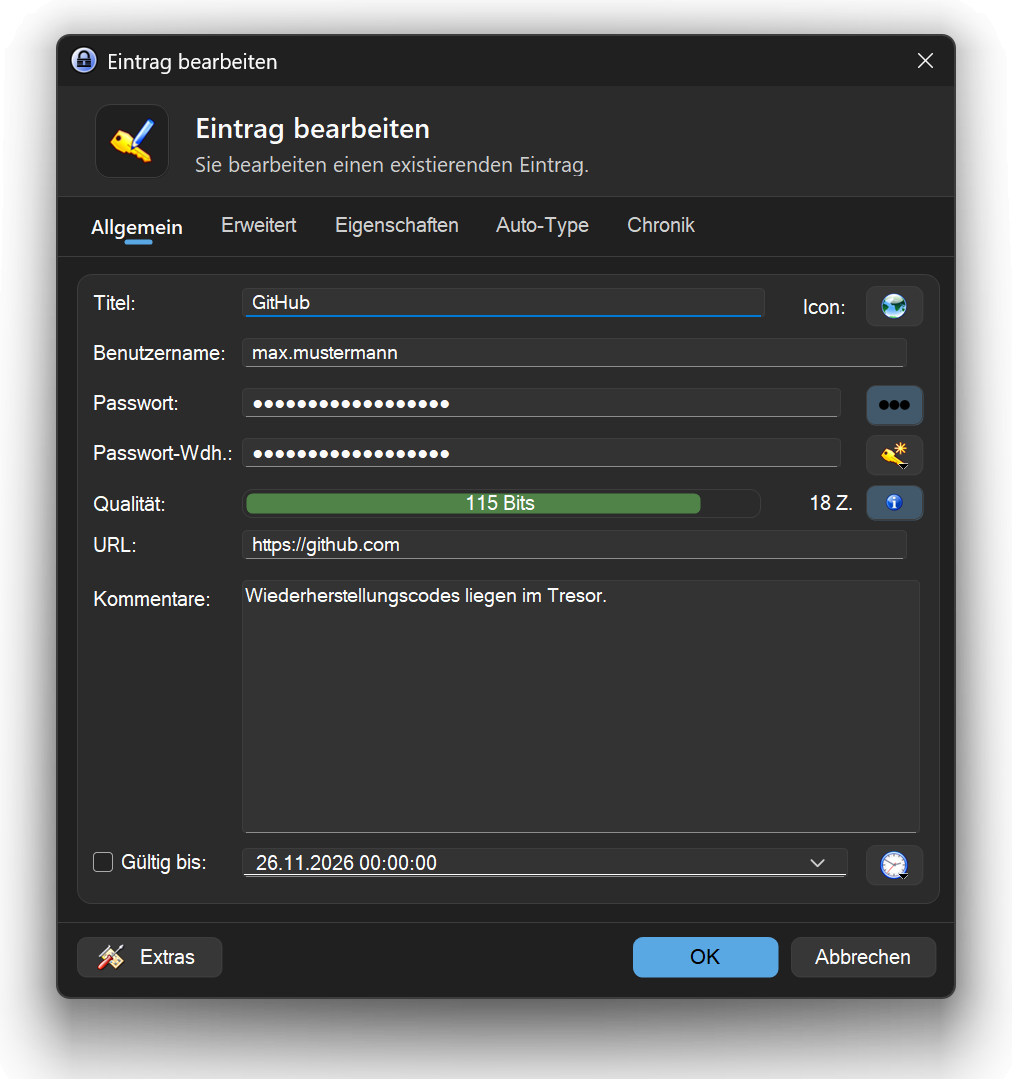 Eintrag bearbeiten
Eintrag bearbeiten
Sie bearbeiten einen existierenden Eintrag.
Allgemein Erweitert Eigenschaften Auto-Type Chronik
Titel: GitHub Icon:
Benutzername: max.mustermann
Passwort: ●●●●●●●●●●●●●●●●●●
Passwort-Wdh.: ●●●●●●●●●●●●●●●●●●
Qualität: 115 Bits 18 Z.
URL: https://github.com
Kommentare: Wiederherstellungscodes liegen im Tresor.
Gültig bis: 26.11.2026 00:00:00
Extras OK Abbrechen